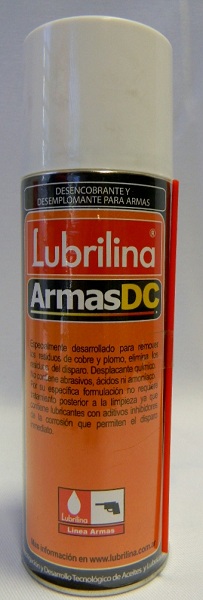 DESENCOBRANTE Y
DESEMPLOMANTE PARA ARMAS
Lubrilina®
ArmasDC
Especialmente desarrollado para remover
los residuos de cobre y plomo, elimina los
residuos del disparo. Desplacante químico.
No contiene abrasivos, ácidos ni amoníaco.
Por su específica formulación no requiere
tratamiento posterior a la limpieza ya que
contiene lubricantes con aditivos inhibidores
de la corrosión que permiten el disparo
inmediato.
Lubrilina
Línea Armas
Más información en www.lubrilina.com
y Desarrollo Tecnológico de Aceites y